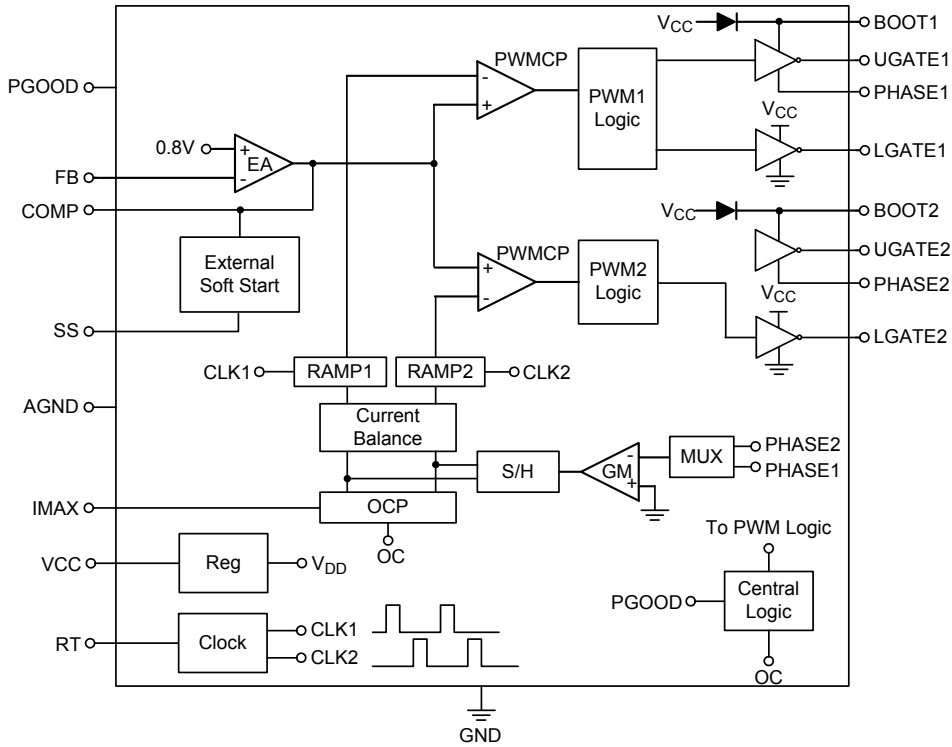 VCC
BOOT1
PWMCP
UGATE1
PGOOD
-
+
PWM1
Logic
PHASE1
VCC
0.8V
+
EA
-
LGATE1
FB
COMP
VCC
BOOT2
External
Soft Start
PWMCP
+
-
PWM2
Logic
UGATE2
PHASE2
VCC
SS
LGATE2
CLK1
RAMP1
RAMP2
CLK2
AGND
Current
Balance
S/H
-
GM
+
MUX
PHASE2
PHASE1
IMAX
OCP
OC
To PWM Logic
VCC
Reg
VDD
PGOOD
Central
Logic
RT
Clock
CLK1
CLK2
OC
GND